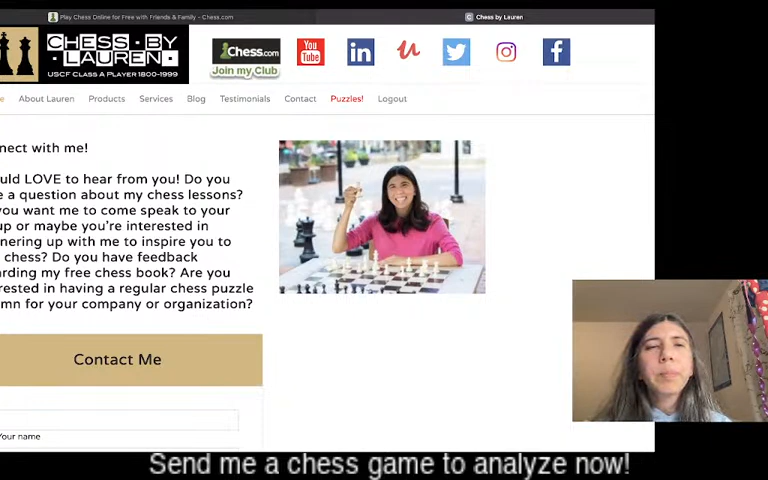 Play Chess Online for Free with Friends & Family - Chess.com
Chess by Lauren
CHESS·BY
·LAUREN·
USCF CLASS A PLAYER 1800-1999
Chess.com
Join my Club
You
Tube
in
u
f
e
About Lauren
Products
Services
Blog
Testimonials
Contact
Puzzles!
Logout
nect with me!
uld LOVE to hear from you! Do you
e a question about my chess lessons?
you want me to come speak to your
up or maybe you're interested in
nering up with me to inspire you to
chess? Do you have feedback
arding my free chess book? Are you
rested in having a regular chess puzzle
mn for your company or organization?
Contact Me
Your name
Send me a chess game to analyze now!